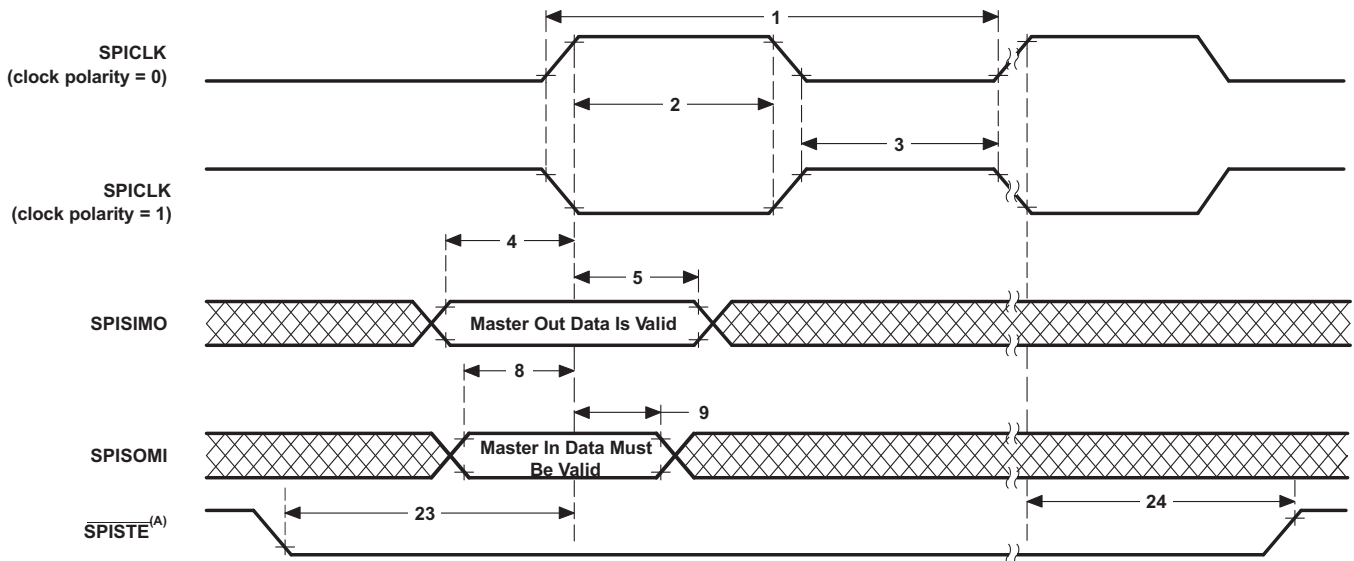 1
SPICLK
(clock polarity = 0)
2
3
SPICLK
(clock polarity = 1)
4
5
SPISIMO
Master Out Data Is Valid
8
9
SPISOMI
Master In Data Must
Be Valid
23
24
SPISTE(A)